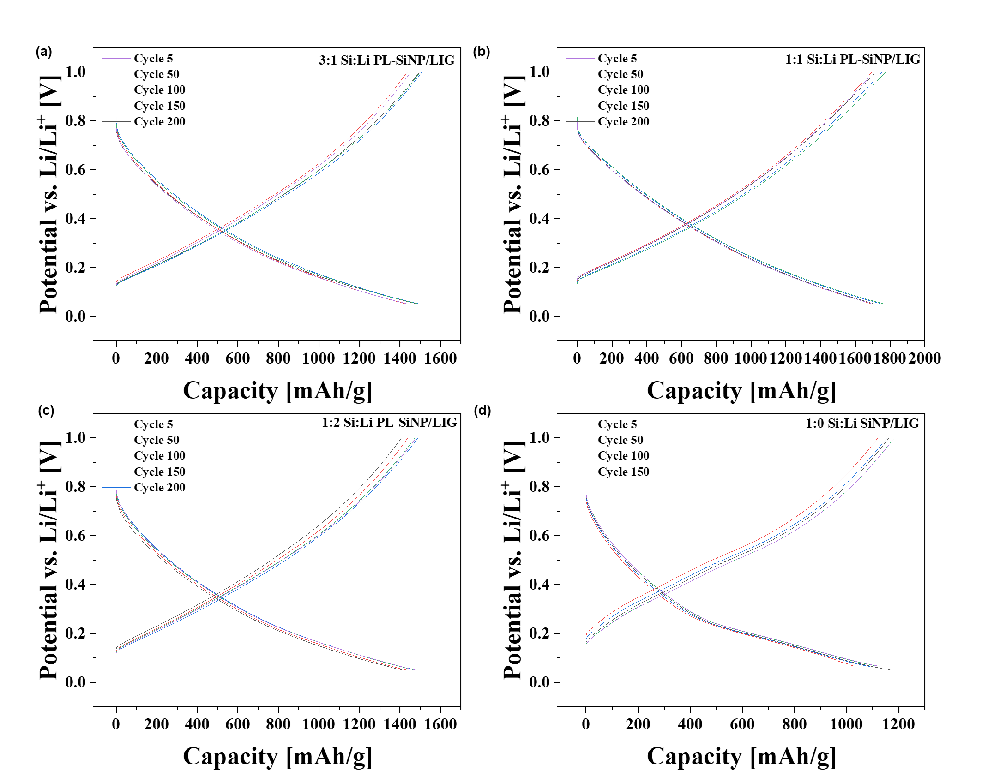 (a)
3:1 Si:Li PL-SiNP/LIG
Cycle 5
Cycle 50
Cycle 100
Cycle 150
Cycle 200
Potential vs. Li/Li⁺ [V]
1.0
0.8
0.6
0.4
0.2
0.0
0 200 400 600 800 1000 1200 1400 1600
Capacity [mAh/g]
(b)
1:1 Si:Li PL-SiNP/LIG
Cycle 5
Cycle 50
Cycle 100
Cycle 150
Cycle 200
Potential vs. Li/Li⁺ [V]
1.0
0.8
0.6
0.4
0.2
0.0
0 200 400 600 800 1000 1200 1400 1600 1800 2000
Capacity [mAh/g]
(c)
1:2 Si:Li PL-SiNP/LIG
Cycle 5
Cycle 50
Cycle 100
Cycle 150
Cycle 200
Potential vs. Li/Li⁺ [V]
1.0
0.8
0.6
0.4
0.2
0.0
0 200 400 600 800 1000 1200 1400 1600
Capacity [mAh/g]
(d)
1:0 Si:Li SiNP/LIG
Cycle 5
Cycle 50
Cycle 100
Cycle 150
Potential vs. Li/Li⁺ [V]
1.0
0.8
0.6
0.4
0.2
0.0
0 200 400 600 800 1000 1200
Capacity [mAh/g]